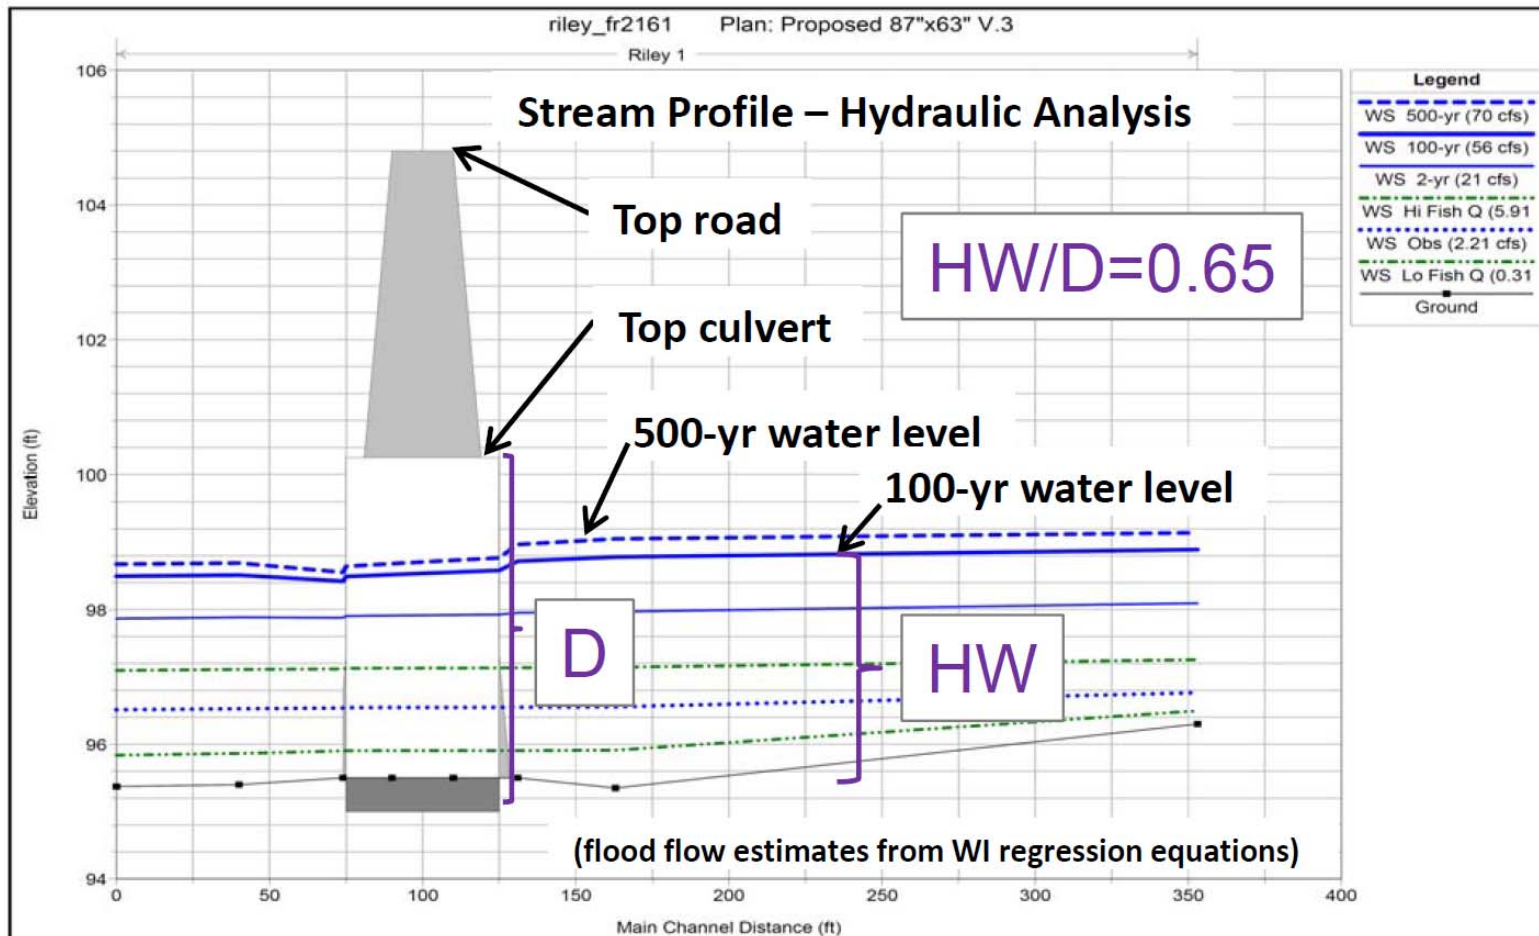 riley_fr2161 Plan: Proposed 87"x63" V.3
Riley 1
Stream Profile – Hydraulic Analysis
Top road
HW/D=0.65
Top culvert
500-yr water level
100-yr water level
D
HW
(flood flow estimates from WI regression equations)
Elevation (ft)
106
104
102
100
98
96
94
0 50 100 150 200 250 300 350 400
Main Channel Distance (ft)
Legend
WS 500-yr (70 cfs)
WS 100-yr (56 cfs)
WS 2-yr (21 cfs)
WS Hi Fish Q (5.91
WS Obs (2.21 cfs)
WS Lo Fish Q (0.31
Ground